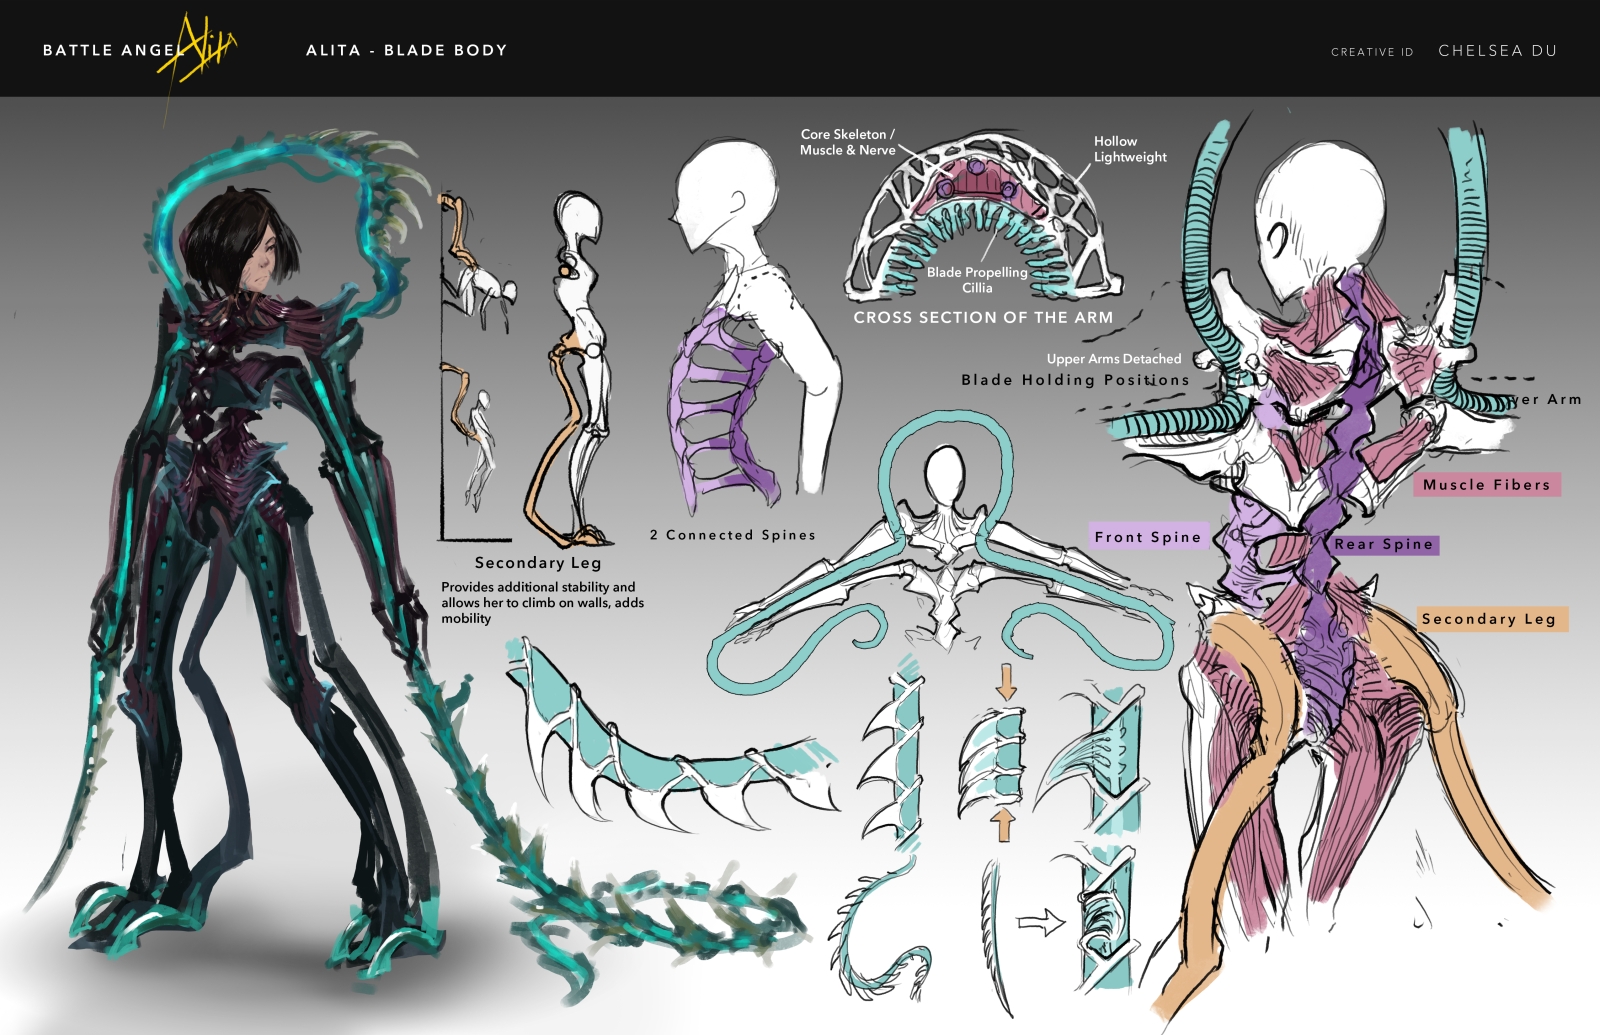 BATTLE ANGEL Alita
ALITA - BLADE BODY
CREATIVE ID CHELSEA DU
Core Skeleton /
Muscle & Nerve
Hollow
Lightweight
Blade Propelling
Cillia
CROSS SECTION OF THE ARM
Upper Arms Detached
Blade Holding Positions
yer Arm
Muscle Fibers
2 Connected Spines
Front Spine
Rear Spine
Secondary Leg
Provides additional stability and
allows her to climb on walls, adds
mobility
Secondary Leg